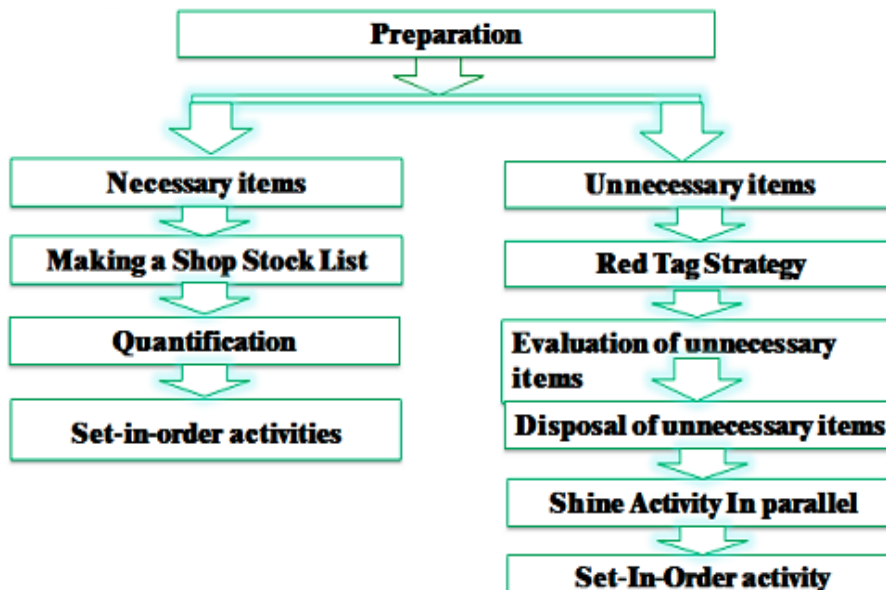 Preparation
Necessary items
Unnecessary items
Making a Shop Stock List
Red Tag Strategy
Quantification
Evaluation of unnecessary
items
Set-in-order activities
Disposal of unnecessary items
Shine Activity In parallel
Set-In-Order activity